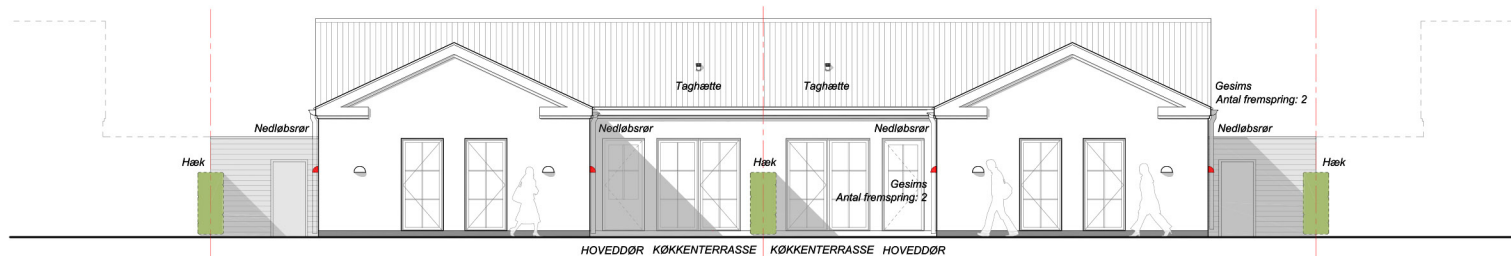 Taghætte
Taghætte
Gesims
Antal fremspring: 2
Nedløbsrør
Nedløbsrør
Nedløbsrør
Nedløbsrør
Hæk
Hæk
Hæk
Gesims
Antal fremspring: 2
HOVEDDØR
KØKKENTERRASSE
KØKKENTERRASSE
HOVEDDØR